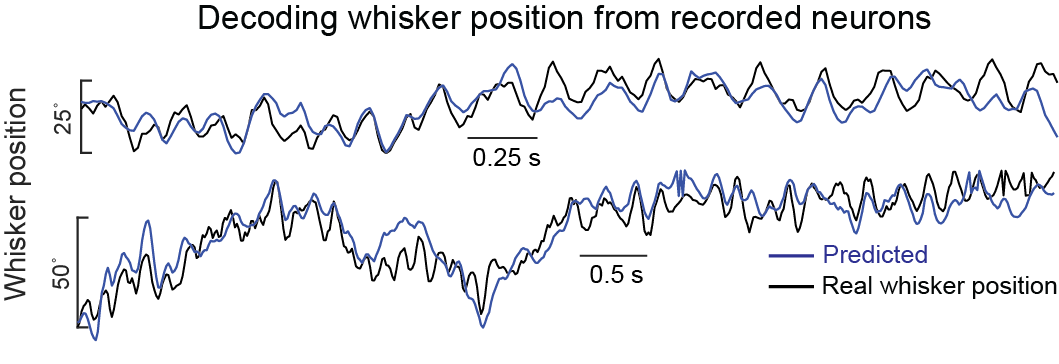 Decoding whisker position from recorded neurons
Whisker position
25°
0.25 s
50°
0.5 s
Predicted
Real whisker position